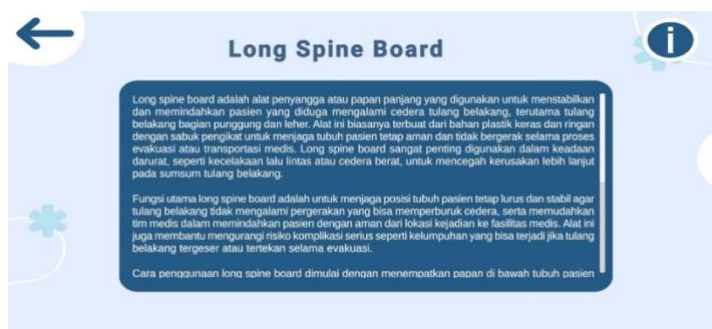 Long Spine Board
i
Long spine board adalah alat penyangga atau papan panjang yang digunakan untuk menstabilkan
dan memindahkan pasien yang diduga mengalami cedera tulang belakang, terutama tulang
belakang bagian punggung dan leher. Alat ini biasanya terbuat dari bahan plastik keras dan ringan
dengan sabuk pengikat untuk menjaga tubuh pasien tetap aman dan tidak bergerak selama proses
evakuasi atau transportasi medis. Long spine board sangat penting digunakan dalam keadaan
darurat, seperti kecelakaan lalu lintas atau cedera berat, untuk mencegah kerusakan lebih lanjut
pada sumsum tulang belakang.
Fungsi utama long spine board adalah untuk menjaga posisi tubuh pasien tetap lurus dan stabil agar
tulang belakang tidak mengalami pergerakan yang bisa memperburuk cedera, serta memudahkan
tim medis dalam memindahkan pasien dengan aman dari lokasi kejadian ke fasilitas medis. Alat ini
juga membantu mengurangi risiko komplikasi serius seperti kelumpuhan yang bisa terjadi jika tulang
belakang tergeser atau tertekan selama evakuasi.
Cara penggunaan long spine board dimulai dengan menempatkan papan di bawah tubuh pasien